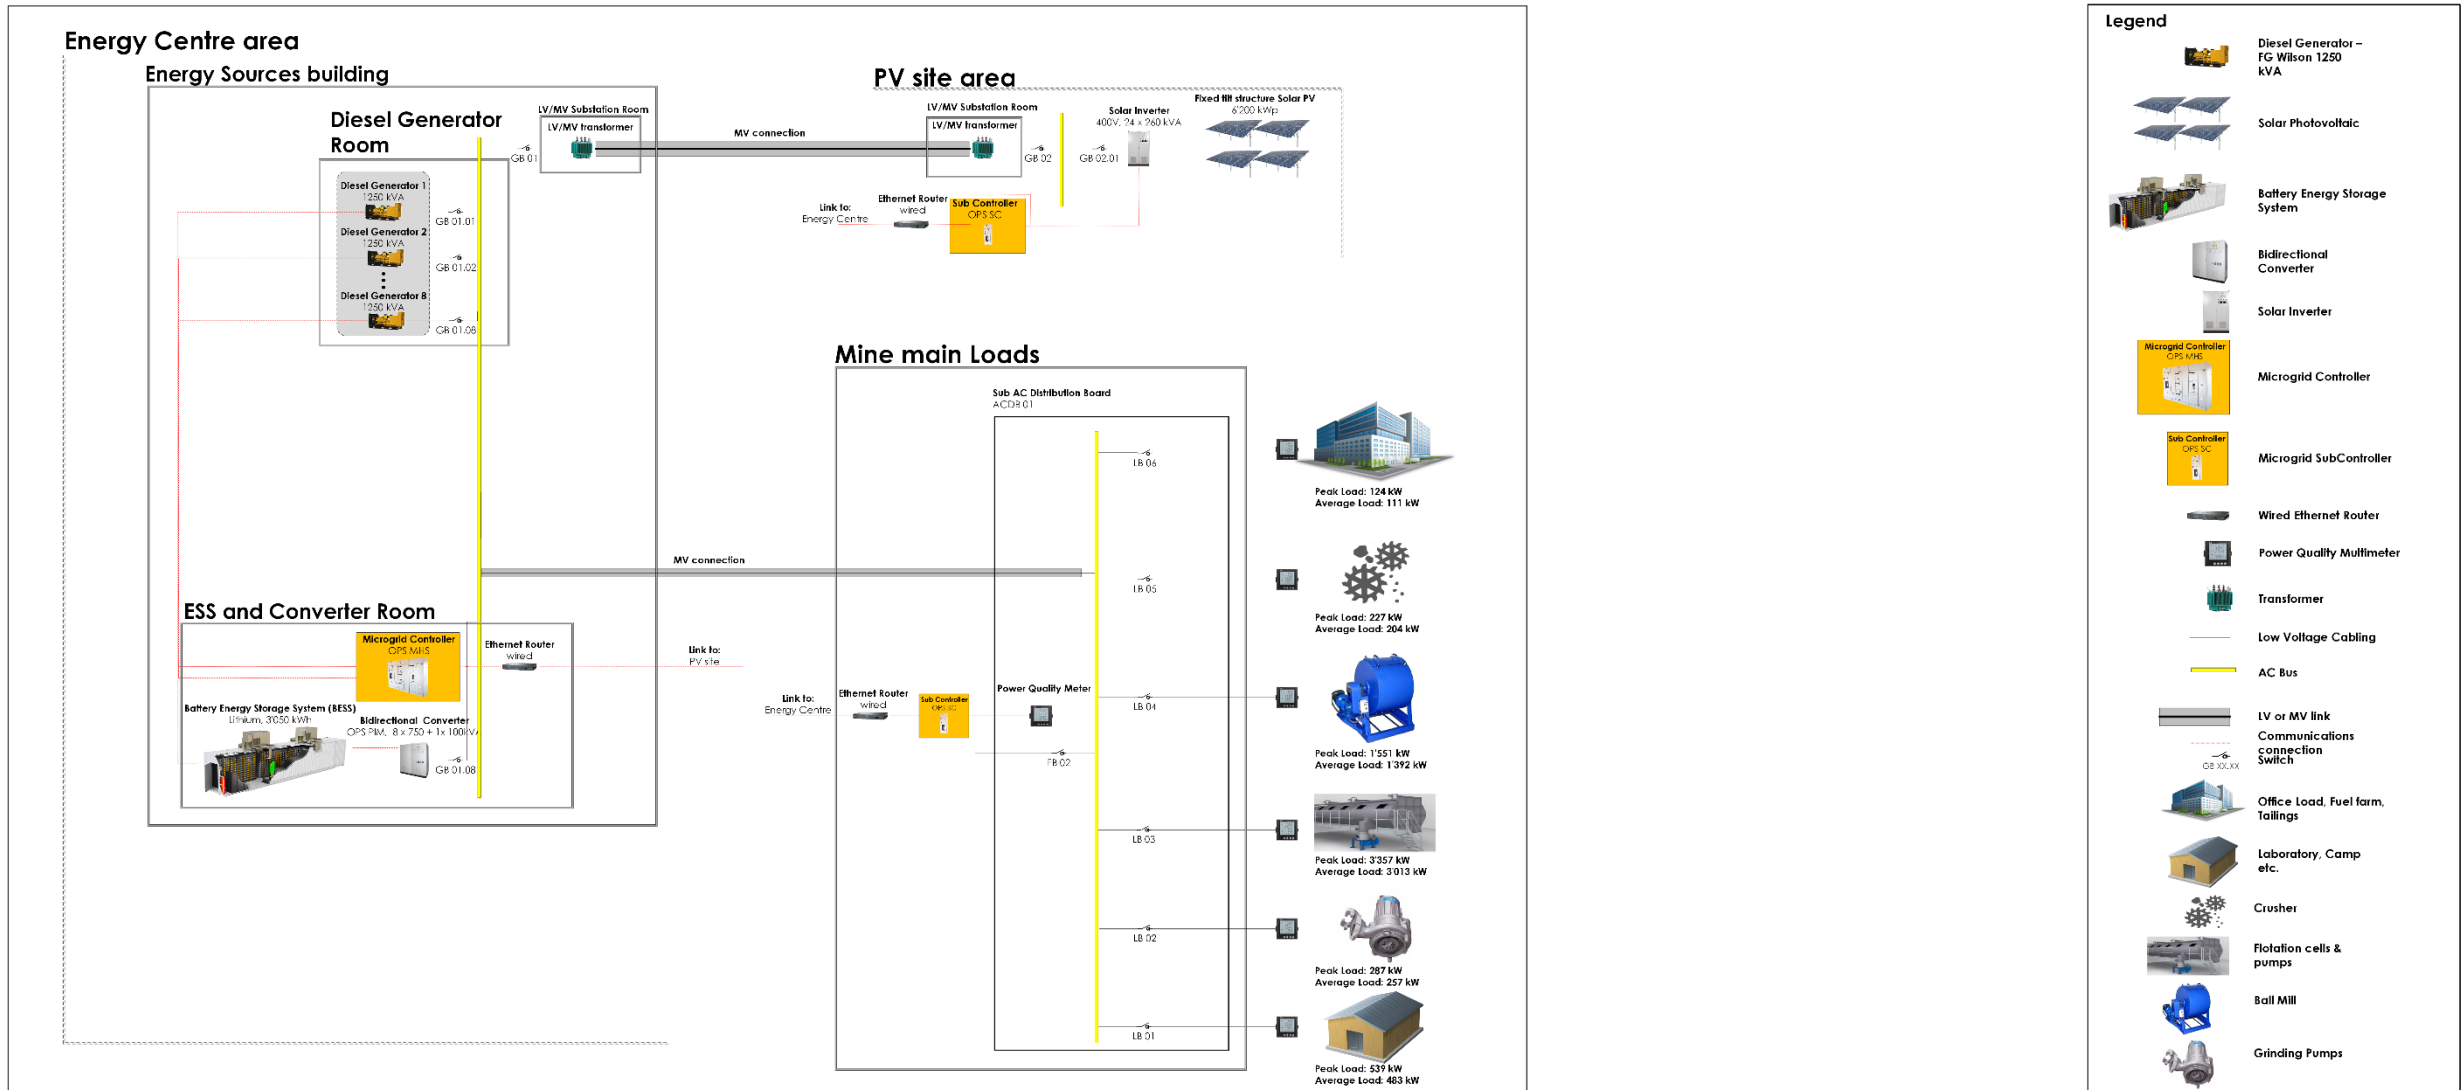 Energy Centre area
Energy Sources building
Diesel Generator
Room
Diesel Generator 1
1250 kVA
GB 01.01
Diesel Generator 2
1250 kVA
GB 01.02
Diesel Generator 8
1250 kVA
GB 01.08
LV/MV Substation Room
LV/MV transformer
GB 01
MV connection
PV site area
LV/MV Substation Room
LV/MV transformer
GB 02
Solar Inverter
400V, 24 x 260 kVA
GB 02.01
Fixed tilt structure Solar PV
6'200 kWp
Link to:
Energy Centre
Ethernet Router
wired
Sub Controller
OPS SC
MV connection
ESS and Converter Room
Microgrid Controller
OPS MHS
Ethernet Router
wired
Link to:
PV site
Battery Energy Storage System (BESS)
Lithium, 3'050 kWh
Bidirectional Converter
OPS PIM, 8 x 750 + 1x 100kVA
GB 01.08
Mine main Loads
Sub AC Distribution Board
ACDB 01
LB 06
Peak Load: 124 kW
Average Load: 111 kW
LB 05
Peak Load: 227 kW
Average Load: 204 kW
Link to:
Energy Centre
Ethernet Router
wired
Sub Controller
OPS SC
Power Quality Meter
FB 02
LB 04
Peak Load: 1'551 kW
Average Load: 1'392 kW
LB 03
Peak Load: 3'357 kW
Average Load: 3'013 kW
LB 02
Peak Load: 287 kW
Average Load: 257 kW
LB 01
Peak Load: 539 kW
Average Load: 483 kW
Legend
Diesel Generator –
FG Wilson 1250
kVA
Solar Photovoltaic
Battery Energy Storage
System
Bidirectional
Converter
Solar Inverter
Microgrid Controller
OPS MHS
Microgrid Controller
Sub Controller
OPS SC
Microgrid SubController
Wired Ethernet Router
Power Quality Multimeter
Transformer
Low Voltage Cabling
AC Bus
LV or MV link
Communications
connection
GB XX.XX
Switch
Office Load, Fuel farm,
Tailings
Laboratory, Camp
etc.
Crusher
Flotation cells &
pumps
Ball Mill
Grinding Pumps